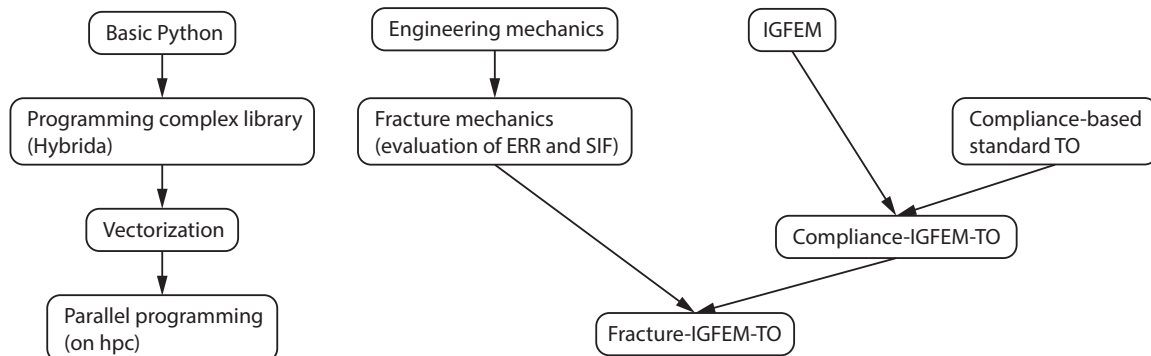 Basic Python
Programming complex library
(Hybrida)
Vectorization
Parallel programming
(on hpc)
Engineering mechanics
Fracture mechanics
(evaluation of ERR and SIF)
IGFEM
Compliance-based
standard TO
Compliance-IGFEM-TO
Fracture-IGFEM-TO